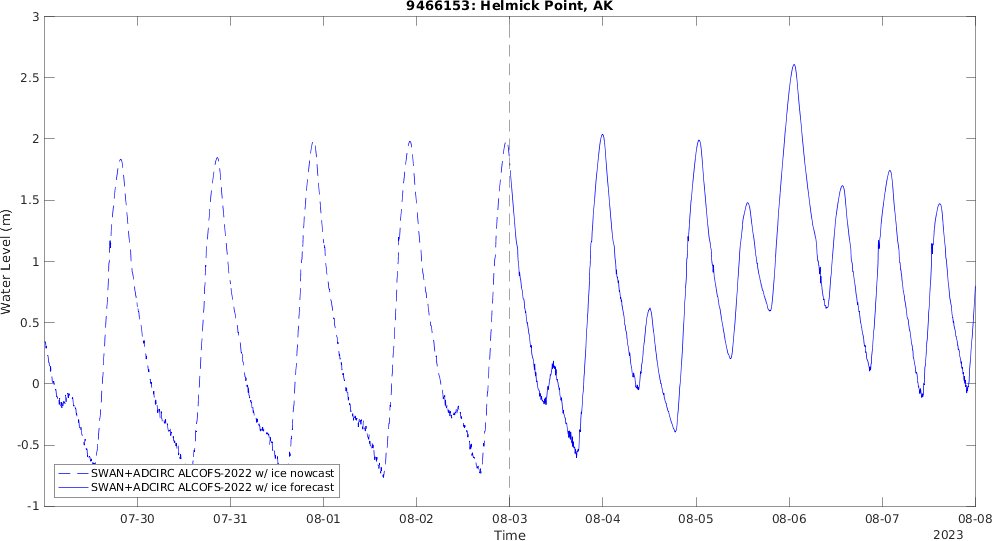 9466153: Helmick Point, AK
3
2.5
2
1.5
1
0.5
0
-0.5
-1
Water Level (m)
SWAN+ADCIRC ALCOFS-2022 w/ ice nowcast
SWAN+ADCIRC ALCOFS-2022 w/ ice forecast
07-30 07-31 08-01 08-02 08-03 08-04 08-05 08-06 08-07 08-08
Time
2023